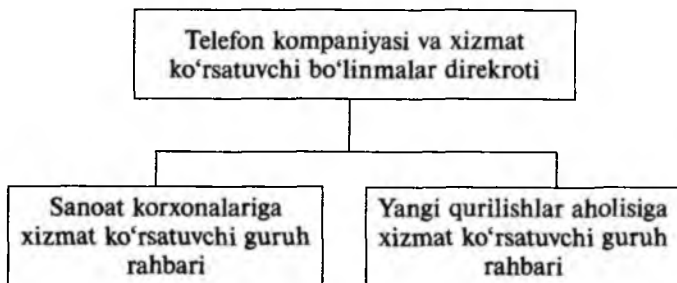 Telefon kompaniyasi va xizmat
ko‘rsatuvchi bo‘linmalar direkroti
Sanoat korxonalariga
xizmat ko‘rsatuvchi guruh
rahbari
Yangi qurilishlar aholisiga
xizmat ko‘rsatuvchi guruh
rahbari